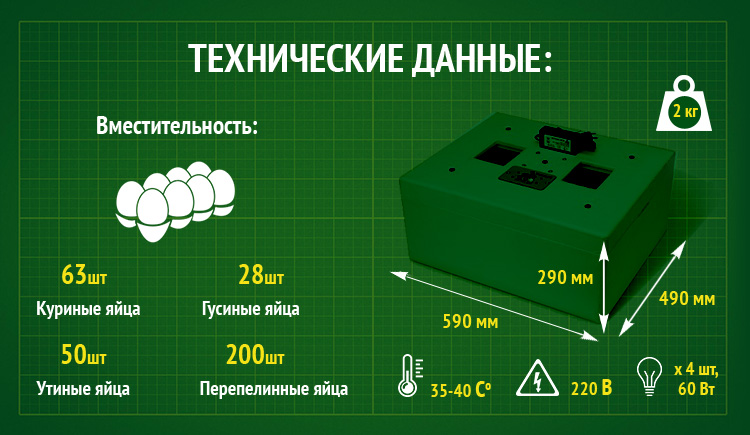 ТЕХНИЧЕСКИЕ ДАННЫЕ:
2 кг
Вместительность:
63шт
28шт
Куриные яйца
Гусиные яйца
50шт
200шт
Утиные яйца
Перепелинные яйца
290 мм
490 мм
590 мм
35-40 Cº
220 В
x 4 шт,
60 Вт